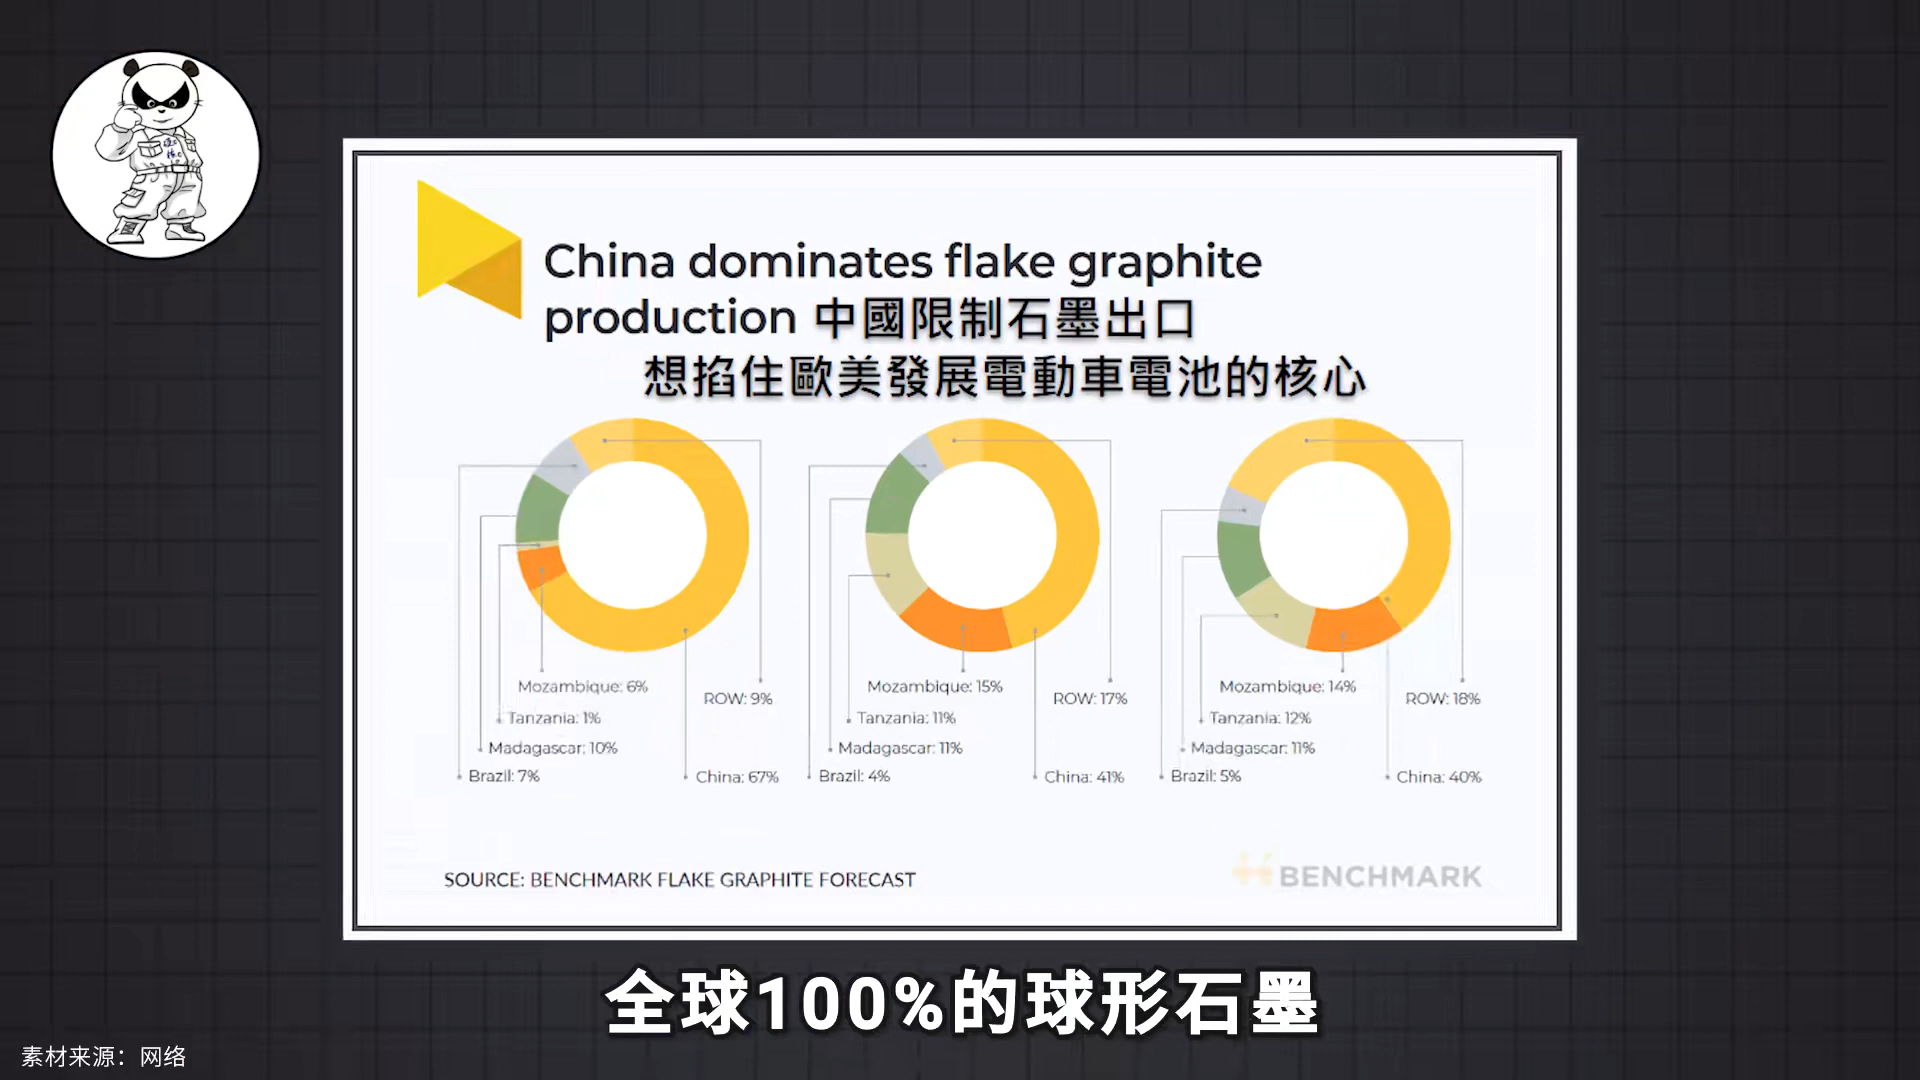 China dominates flake graphite
production 中國限制石墨出口
想掐住歐美發展電動車電池的核心
Mozambique: 6%
ROW: 9%
Tanzania: 1%
Madagascar: 10%
Brazil: 7%
China: 67%
Mozambique: 15%
ROW: 17%
Tanzania: 11%
Madagascar: 11%
Brazil: 4%
China: 41%
Mozambique: 14%
ROW: 18%
Tanzania: 12%
Madagascar: 11%
Brazil: 5%
China: 40%
SOURCE: BENCHMARK FLAKE GRAPHITE FORECAST
BENCHMARK
全球100%的球形石墨
素材来源：网络